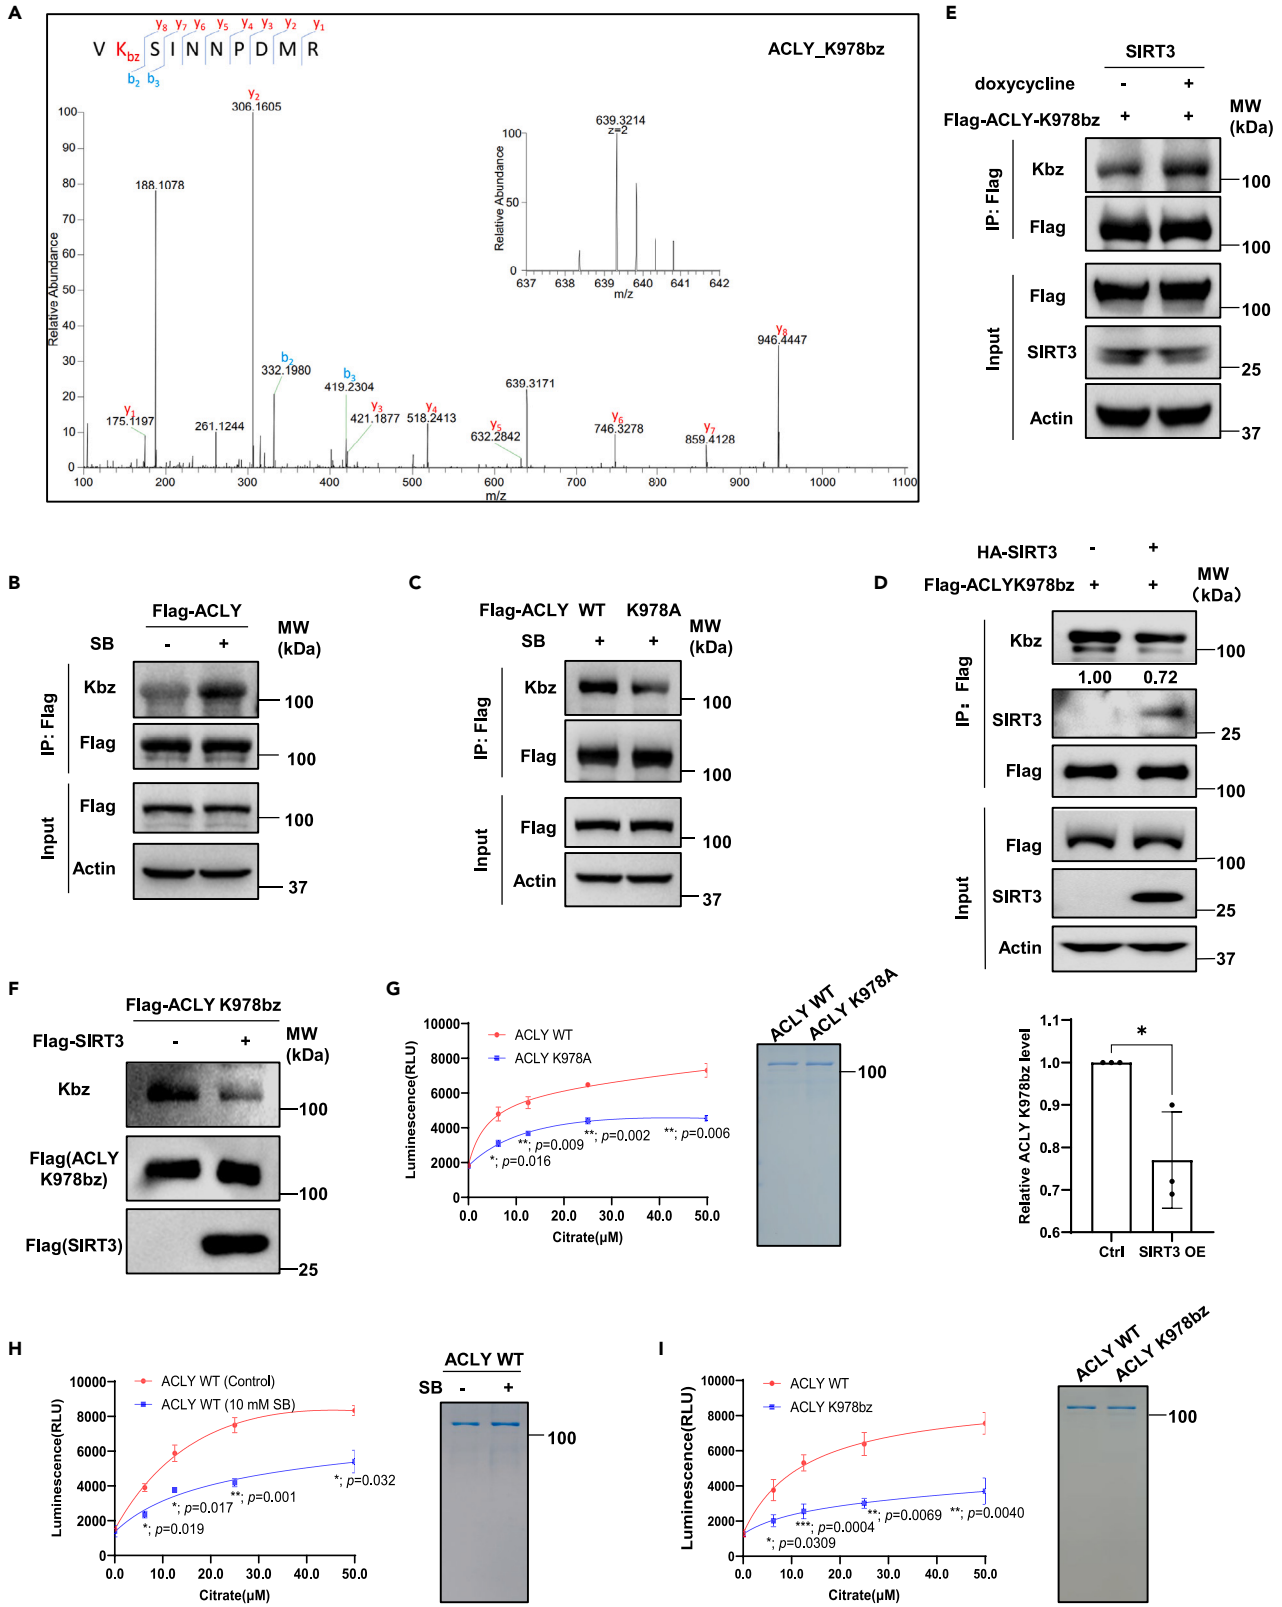 A
y8 y7 y6 y5 y4 y3 y2 y1
V Kbz S I N N P D M R
b2 b3
ACLY_K978bz
Relative Abundance
100
80
70
60
50
40
30
20
10
0
y2
306.1605
188.1078
y1
175.1197
261.1244
b2
332.1980
b3
419.2304
y3
421.1877
y4
518.2413
y5
632.2842
639.3171
y6
746.3278
y7
859.4128
y8
946.4447
100 200 300 400 500 600 700 800 900 1000 1100
m/z
Relative Abundance
100
50
0
639.3214
z=2
637 638 639 640 641 642
m/z
E
SIRT3
doxycycline - +
Flag-ACLY-K978bz + +
MW
(kDa)
IP: Flag
Kbz
100
Flag
100
Input
Flag
100
SIRT3
25
Actin
37
B
Flag-ACLY
SB - +
MW
(kDa)
IP: Flag
Kbz
100
Flag
100
Input
Flag
100
Actin
37
C
Flag-ACLY WT K978A
SB + +
MW
(kDa)
IP: Flag
Kbz
100
Flag
100
Input
Flag
100
Actin
37
D
HA-SIRT3 - +
Flag-ACLYK978bz + +
MW
(kDa)
IP: Flag
Kbz
100
1.00 0.72
SIRT3
25
Flag
100
Input
Flag
100
SIRT3
25
Actin
37
Relative ACLY K978bz level
1.1
1.0
0.9
0.8
0.7
0.6
*
Ctrl SIRT3 OE
F
Flag-ACLY K978bz
Flag-SIRT3 - +
MW
(kDa)
Kbz
100
Flag(ACLY
K978bz)
100
Flag(SIRT3)
25
G
Luminescence(RLU)
10000
8000
6000
4000
2000
0
ACLY WT
ACLY K978A
*; p=0.016
**; p=0.009
**; p=0.002
**; p=0.006
0.0 10.0 20.0 30.0 40.0 50.0
Citrate(μM)
ACLY WT
ACLY K978A
100
H
Luminescence(RLU)
10000
8000
6000
4000
2000
0
ACLY WT (Control)
ACLY WT (10 mM SB)
*; p=0.019
*; p=0.017
**; p=0.001
*; p=0.032
0.0 10.0 20.0 30.0 40.0 50.0
Citrate(μM)
ACLY WT
SB - +
100
I
Luminescence(RLU)
10000
8000
6000
4000
2000
0
ACLY WT
ACLY K978bz
*; p=0.0309
***; p=0.0004
**; p=0.0069
**; p=0.0040
0.0 10.0 20.0 30.0 40.0 50.0
Citrate(μM)
ACLY WT
ACLY K978bz
100